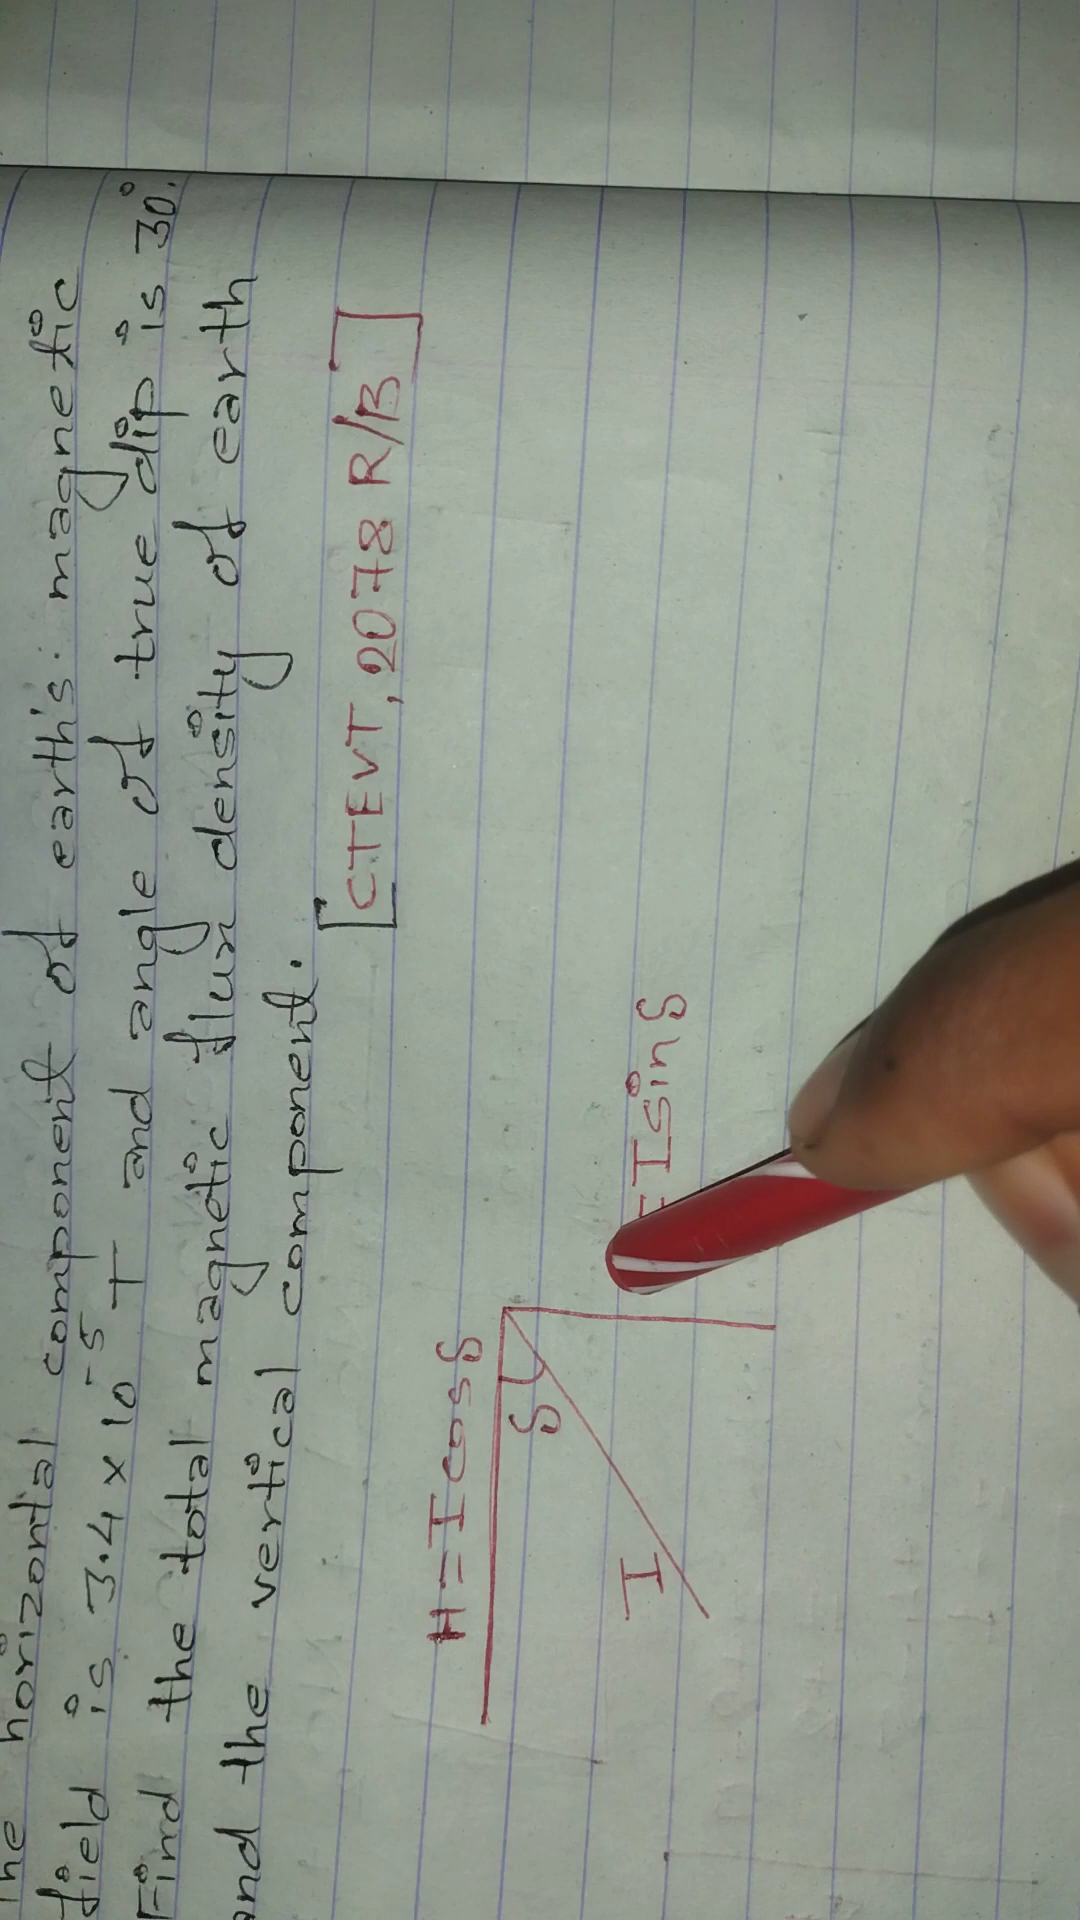 The horizontal component of earth's magnetic
field is 3.4 × 10⁻⁵ T and angle of true dip is 30°.
Find the total magnetic flux density of earth
and the vertical component.
[CTEVT, 2078 R/B]
H = I cos δ
δ
I
= I sin δ